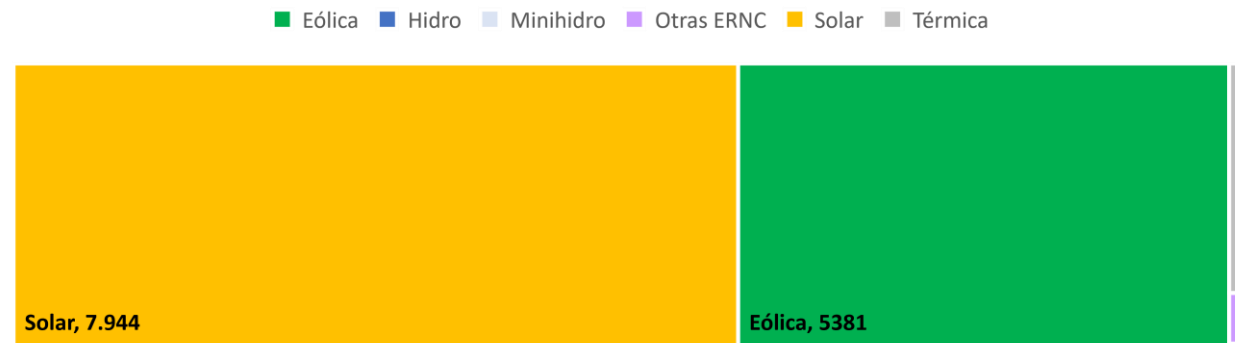 Eólica Hidro Minihidro Otras ERNC Solar Térmica
Solar, 7.944 Eólica, 5381